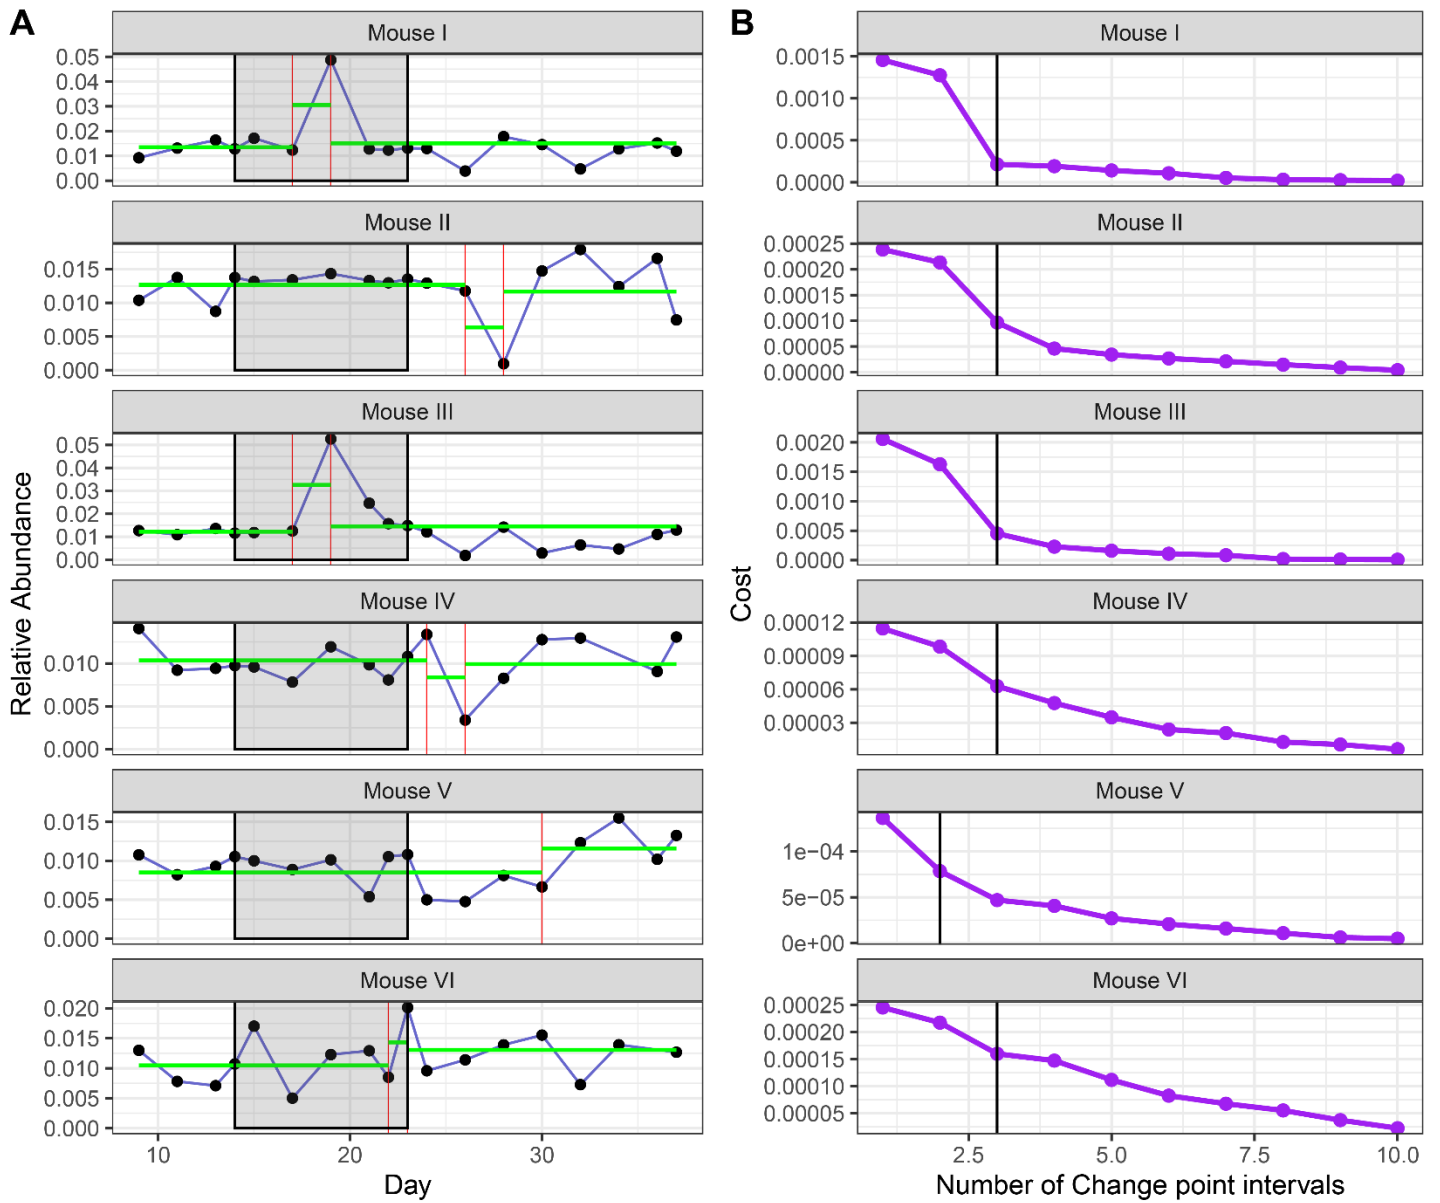 A
Mouse I
0.05
0.04
0.03
0.02
0.01
0.00
Mouse II
0.015
0.010
0.005
0.000
Mouse III
0.05
0.04
0.03
0.02
0.01
0.00
Mouse IV
0.010
0.005
0.000
Mouse V
0.015
0.010
0.005
0.000
Mouse VI
0.020
0.015
0.010
0.005
0.000
10 20 30
Day
Relative Abundance
B
Mouse I
0.0015
0.0010
0.0005
0.0000
Mouse II
0.00025
0.00020
0.00015
0.00010
0.00005
0.00000
Mouse III
0.0020
0.0015
0.0010
0.0005
0.0000
Mouse IV
0.00012
0.00009
0.00006
0.00003
Mouse V
1e−04
5e−05
0e+00
Mouse VI
0.00025
0.00020
0.00015
0.00010
0.00005
2.5 5.0 7.5 10.0
Number of Change point intervals
Cost